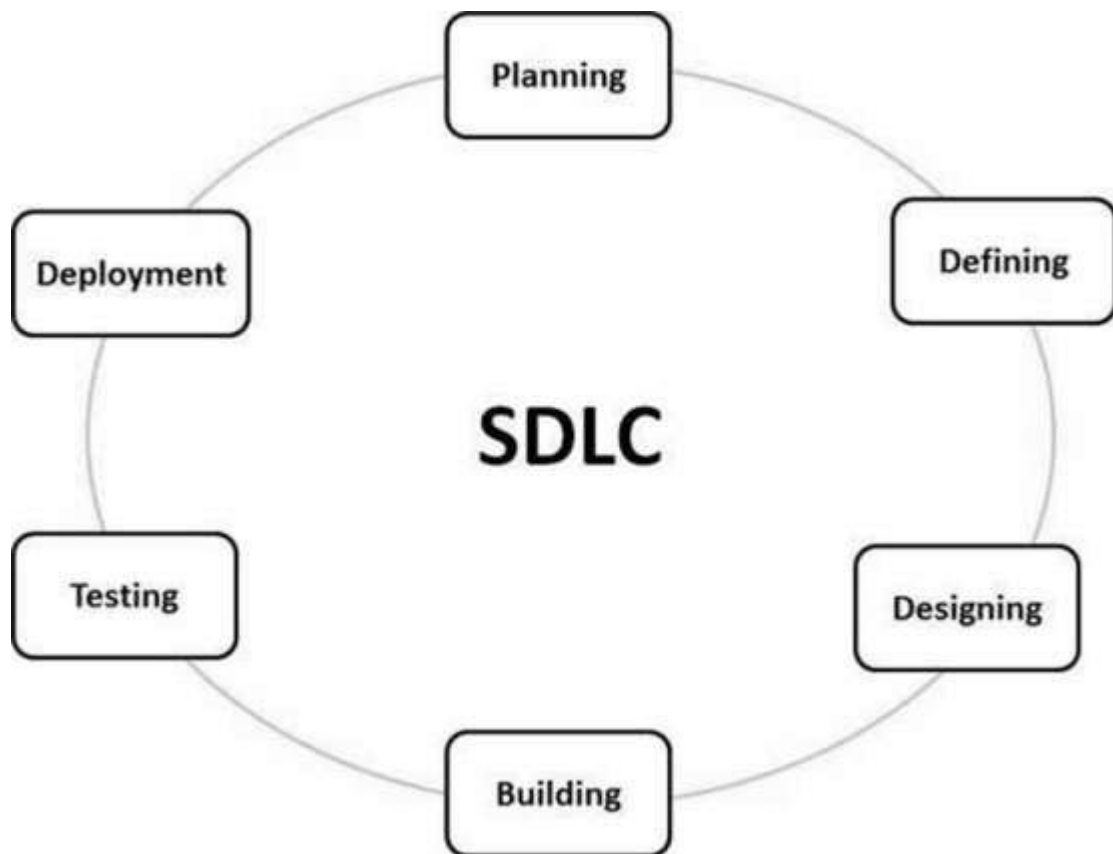 Planning
Defining
Designing
Building
Testing
Deployment
SDLC